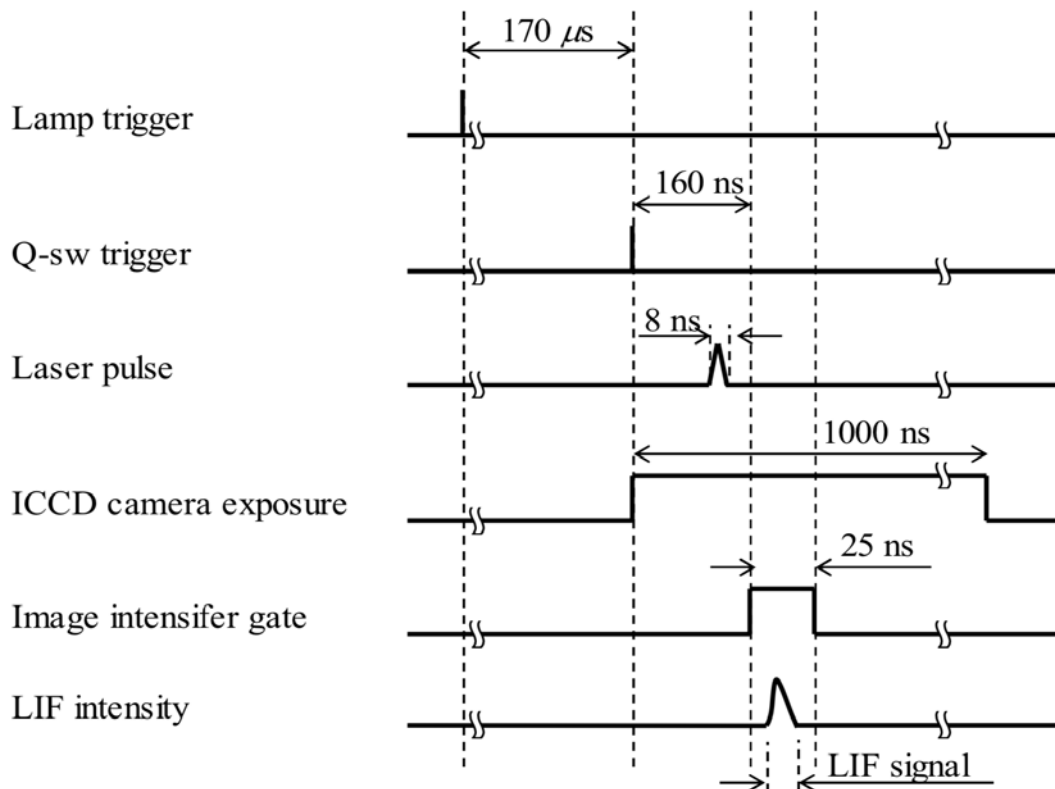 170 μs
Lamp trigger
160 ns
Q-sw trigger
8 ns
Laser pulse
1000 ns
ICCD camera exposure
25 ns
Image intensifer gate
LIF intensity
LIF signal